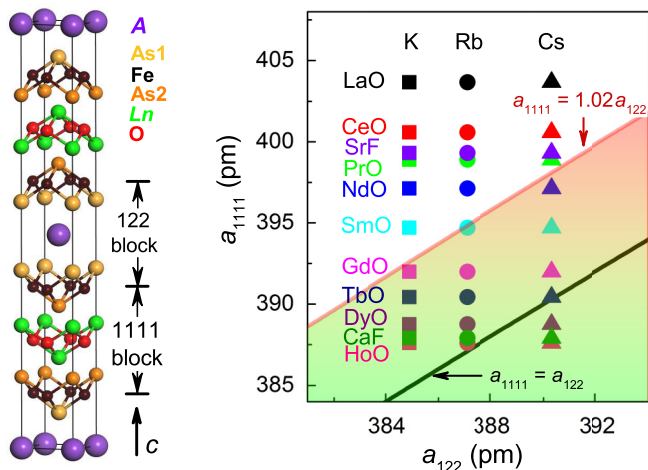 A
As1
Fe
As2
Ln
O
122
block
1111
block
c
K Rb Cs
LaO
CeO
SrF
PrO
NdO
SmO
GdO
TbO
DyO
CaF
HoO
a1111 = 1.02a122
a1111 = a122
405
400
395
390
385
a1111 (pm)
384 388 392
a122 (pm)